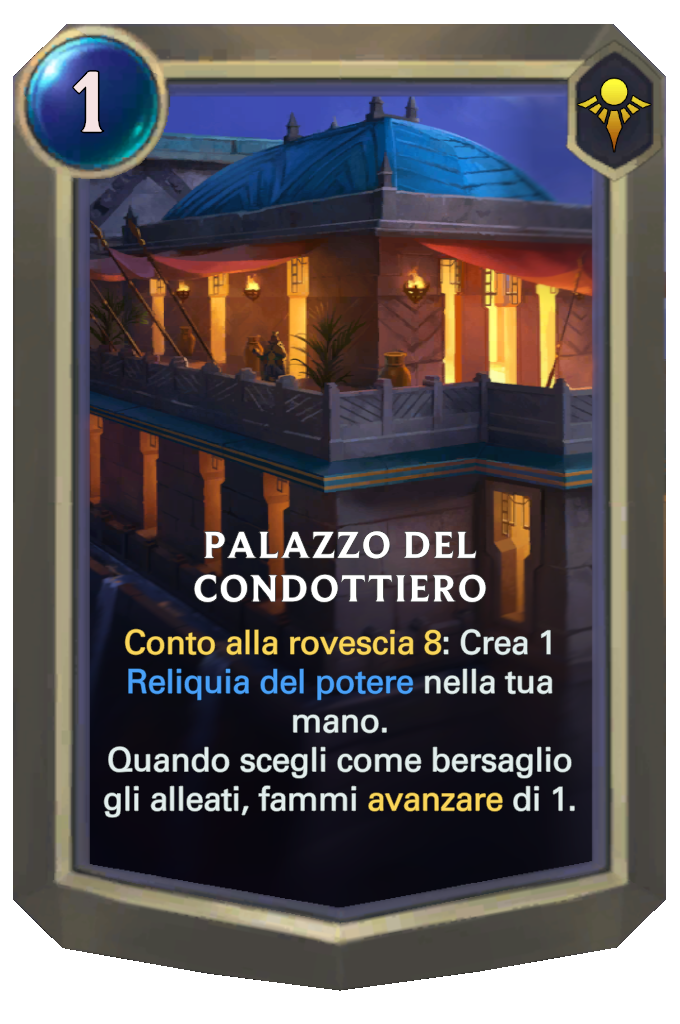 1
PALAZZO DEL
CONDOTTIERO
Conto alla rovescia 8: Crea 1
Reliquia del potere nella tua
mano.
Quando scegli come bersaglio
gli alleati, fammi avanzare di 1.